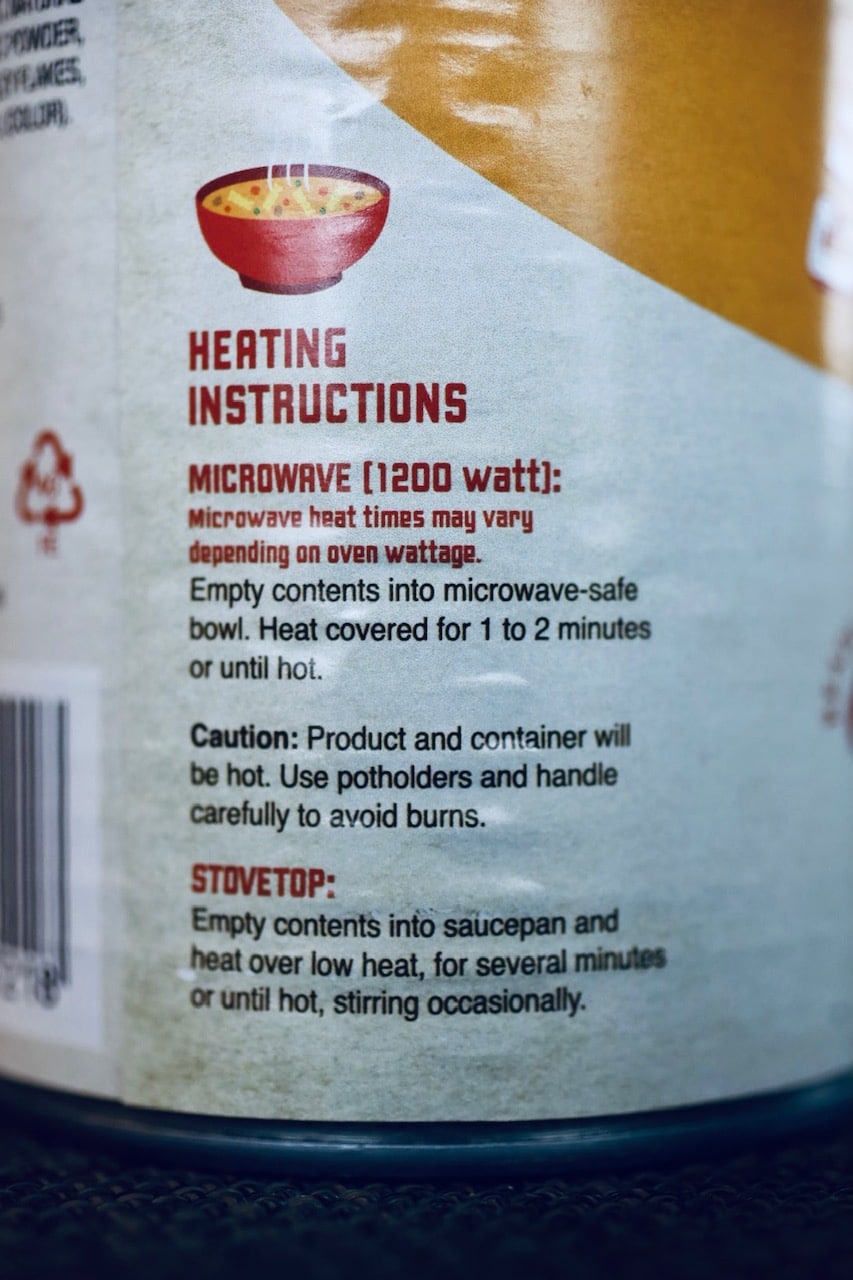 POWDER,
COLOR).
HEATING
INSTRUCTIONS
MICROWAVE (1200 watt):
Microwave heat times may vary
depending on oven wattage.
Empty contents into microwave-safe
bowl. Heat covered for 1 to 2 minutes
or until hot.
Caution: Product and container will
be hot. Use potholders and handle
carefully to avoid burns.
STOVETOP:
Empty contents into saucepan and
heat over low heat, for several minutes
or until hot, stirring occasionally.